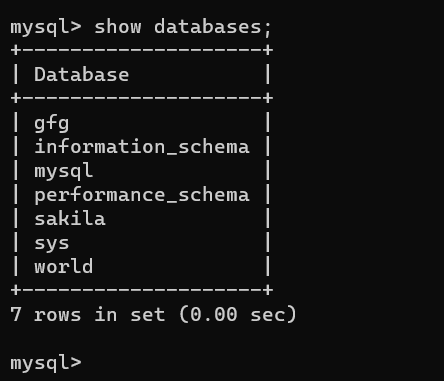 mysql> show databases;
+--------------------+
| Database           |
+--------------------+
| gfg                |
| information_schema |
| mysql              |
| performance_schema |
| sakila             |
| sys                |
| world              |
+--------------------+
7 rows in set (0.00 sec)
mysql>